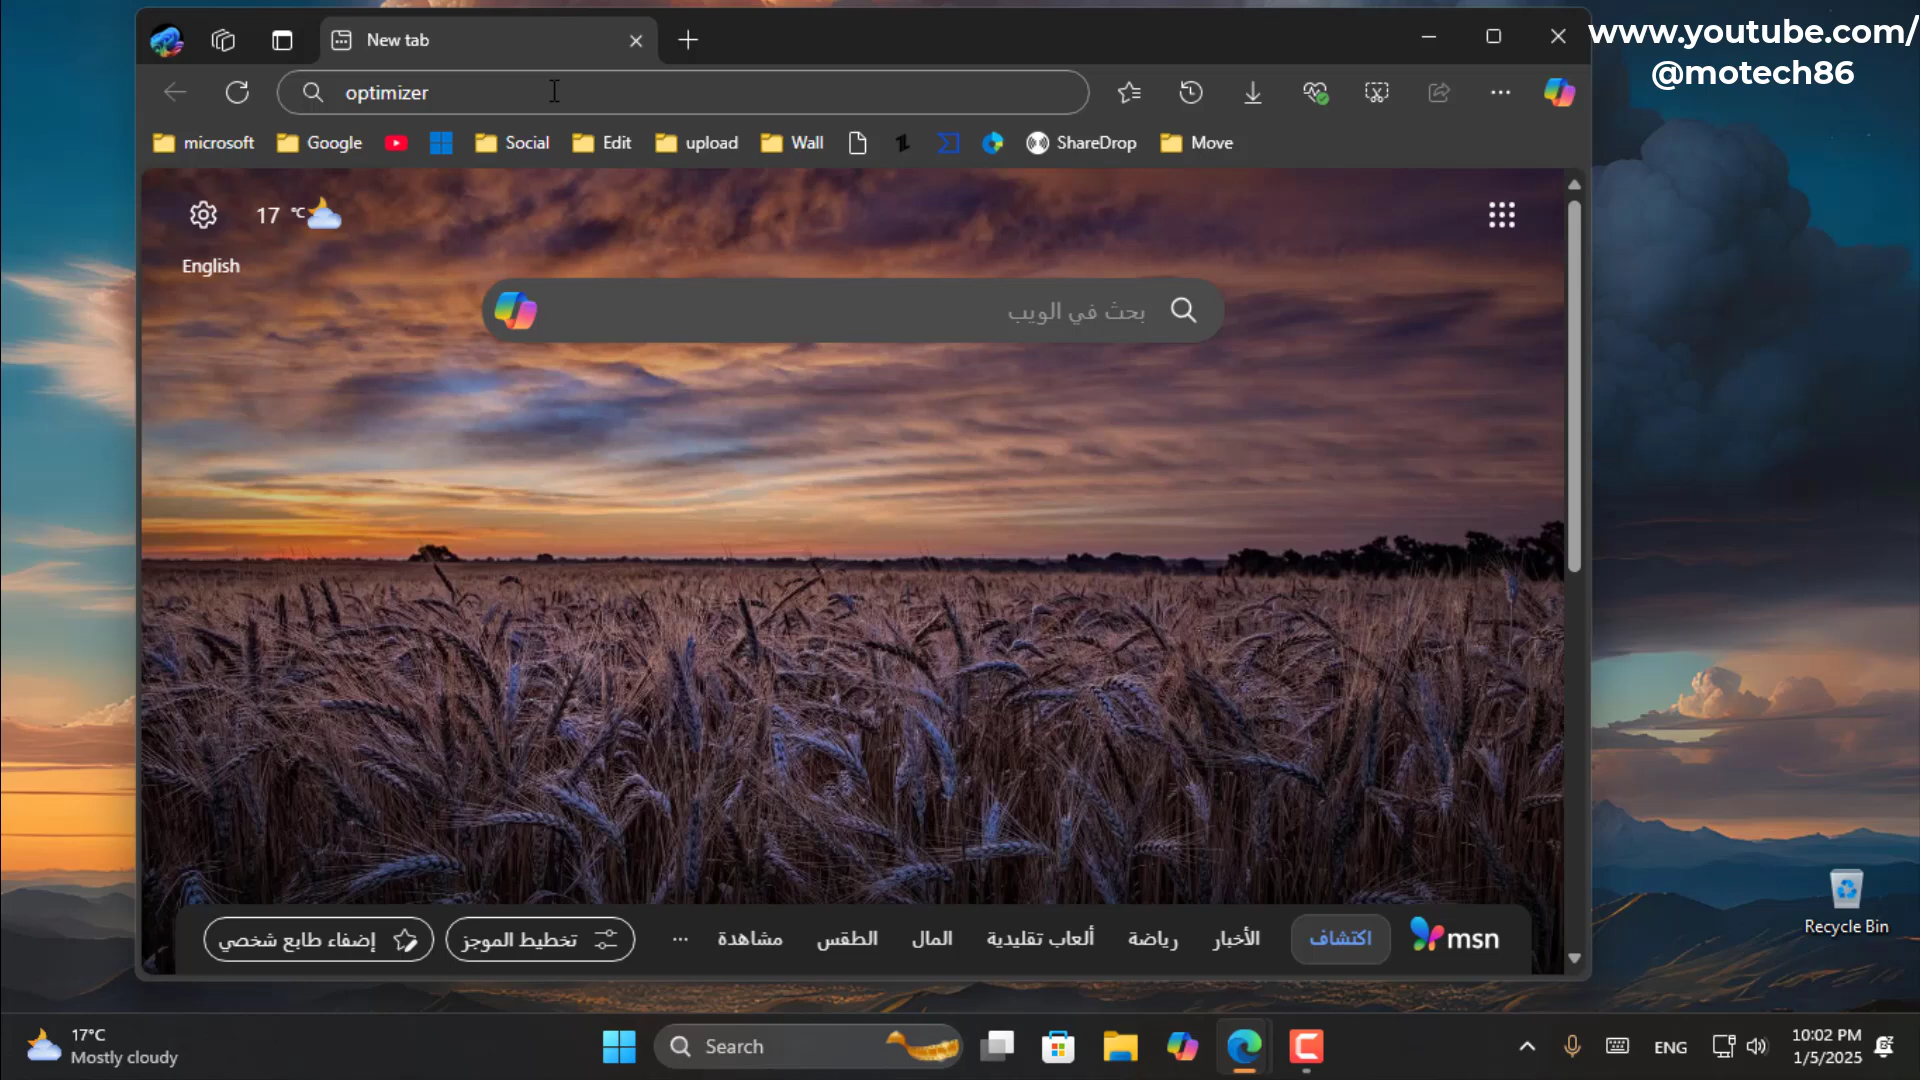 www.youtube.com/
@motech86
New tab
optimizer
microsoft Google Social Edit upload Wall ShareDrop Move
17 °C
English
بحث في الويب
msn اكتشاف الأخبار رياضة ألعاب تقليدية المال الطقس مشاهدة ... تخطيط الموجز إضفاء طابع شخصي
Recycle Bin
17°C
Mostly cloudy
Search
ENG
10:02 PM
1/5/2025